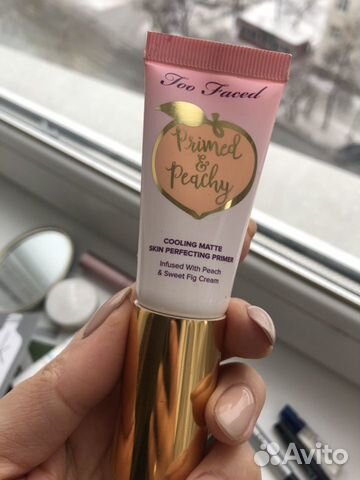 Too Faced
Primed
&
Peachy
COOLING MATTE
SKIN PERFECTING PRIMER
Infused With Peach
& Sweet Fig Cream
Avito